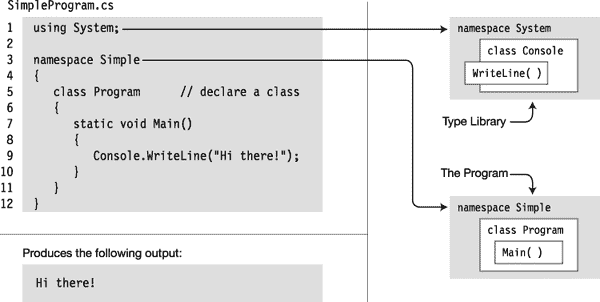 SimpleProgram.cs
1 using System;
2
3 namespace Simple
4 {
5 class Program // declare a class
6 {
7 static void Main()
8 {
9 Console.WriteLine("Hi there!");
10 }
11 }
12 }
Produces the following output:
Hi there!
namespace System
class Console
WriteLine( )
Type Library
The Program
namespace Simple
class Program
Main( )